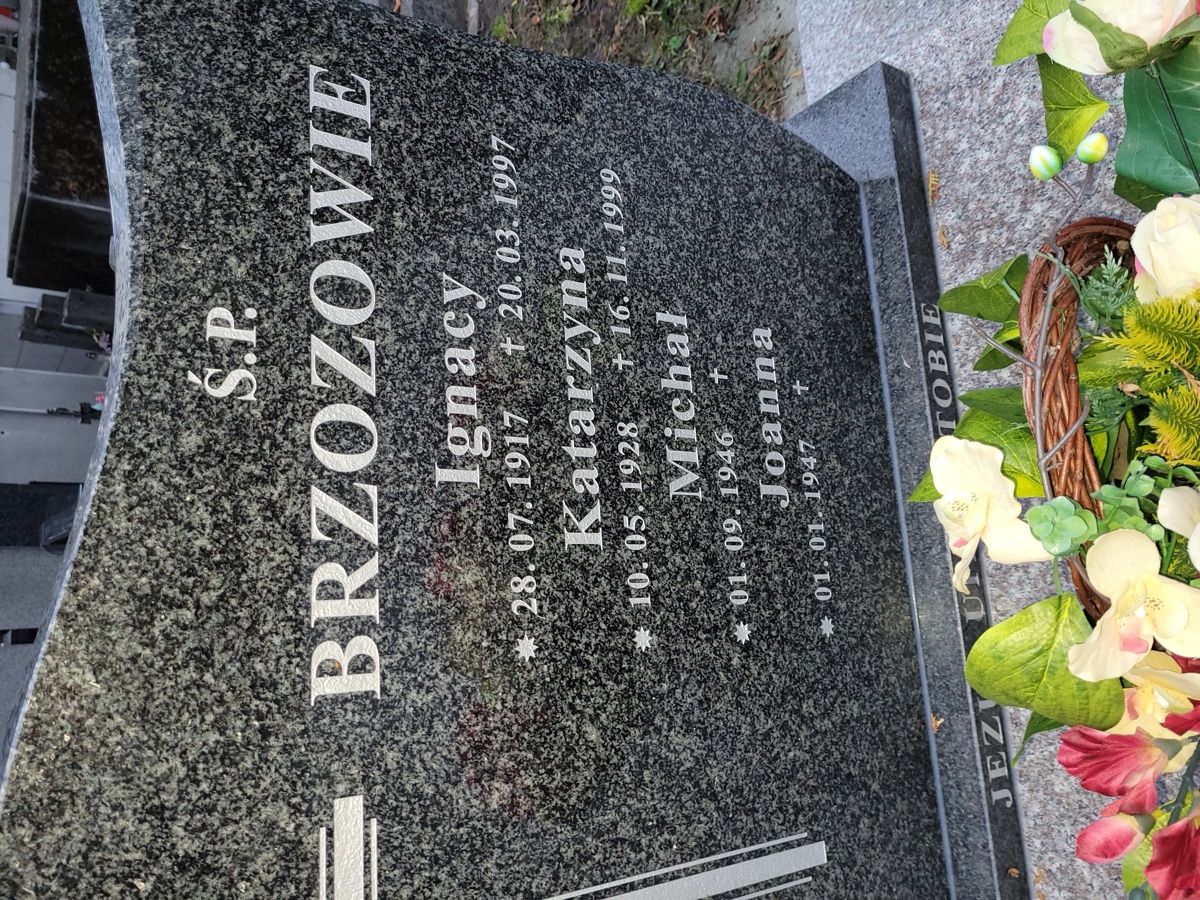 Ś.P.
BRZOZOWIE
Ignacy
* 28.07.1917 † 20.03.1997
Katarzyna
* 10.05.1928 † 16.11.1999
Michał
* 01.09.1946 †
Joanna
* 01.01.1947 †
TOBIE